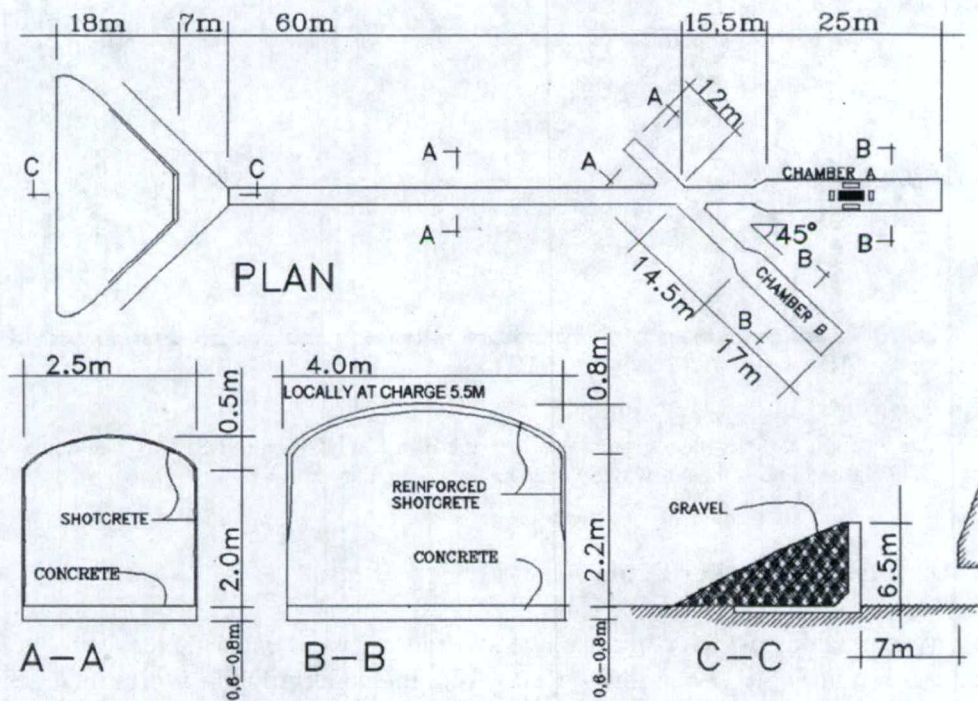 18m 7m 60m 15,5m 25m
12m
A
A
A
A
C
C
B
B
CHAMBER A
45°
B
B
CHAMBER B
14.5m
17m
PLAN
2.5m
0.5m
4.0m
LOCALLY AT CHARGE 5.5M
0.8m
SHOTCRETE
CONCRETE
2.0m
REINFORCED
SHOTCRETE
CONCRETE
2.2m
GRAVEL
6.5m
7m
A-A
0,6-0,8m
B-B
0,6-0,8m
C-C